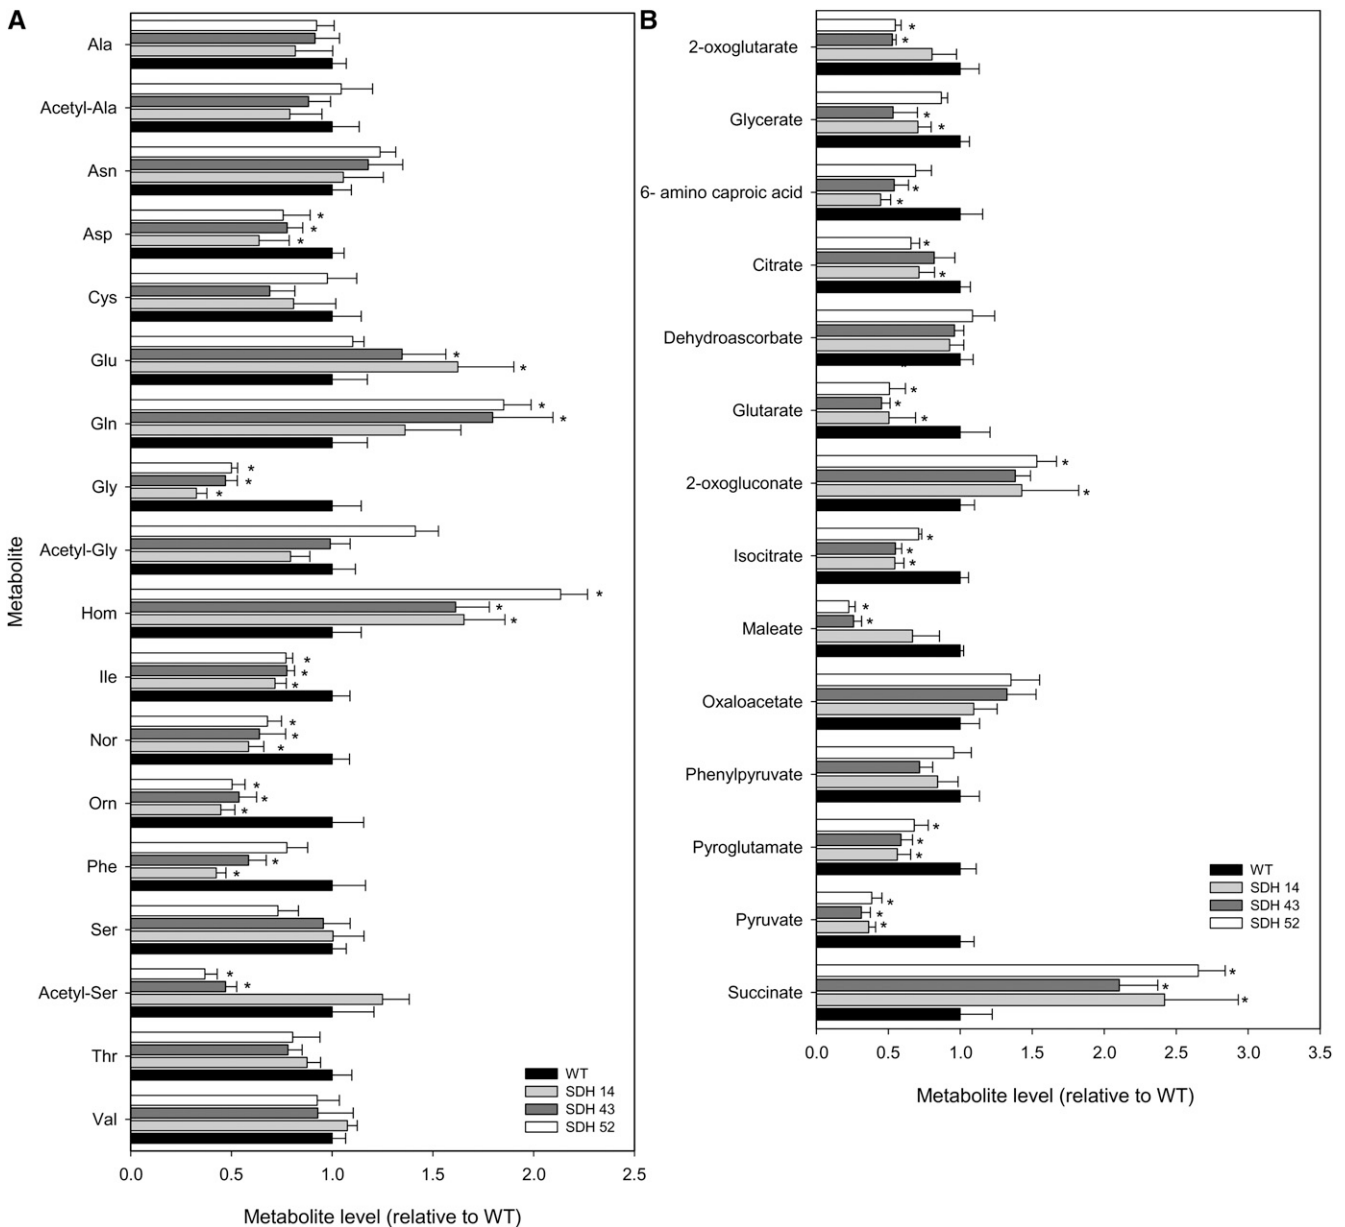 A
Metabolite
Ala
Acetyl-Ala
Asn
Asp
*
*
*
Cys
Glu
*
*
Gln
*
*
Gly
*
*
*
Acetyl-Gly
Hom
*
*
*
Ile
*
*
*
Nor
*
*
*
Orn
*
*
*
Phe
*
*
Ser
Acetyl-Ser
*
*
Thr
Val
WT
SDH 14
SDH 43
SDH 52
0.0 0.5 1.0 1.5 2.0 2.5
Metabolite level (relative to WT)
B
2-oxoglutarate
*
*
Glycerate
*
*
6- amino caproic acid
*
*
Citrate
*
*
Dehydroascorbate
Glutarate
*
*
*
2-oxogluconate
*
*
Isocitrate
*
*
*
Maleate
*
*
Oxaloacetate
Phenylpyruvate
Pyroglutamate
*
*
*
Pyruvate
*
*
*
Succinate
*
*
*
WT
SDH 14
SDH 43
SDH 52
0.0 0.5 1.0 2.0 2.5 3.0 3.5
Metabolite level (relative to WT)